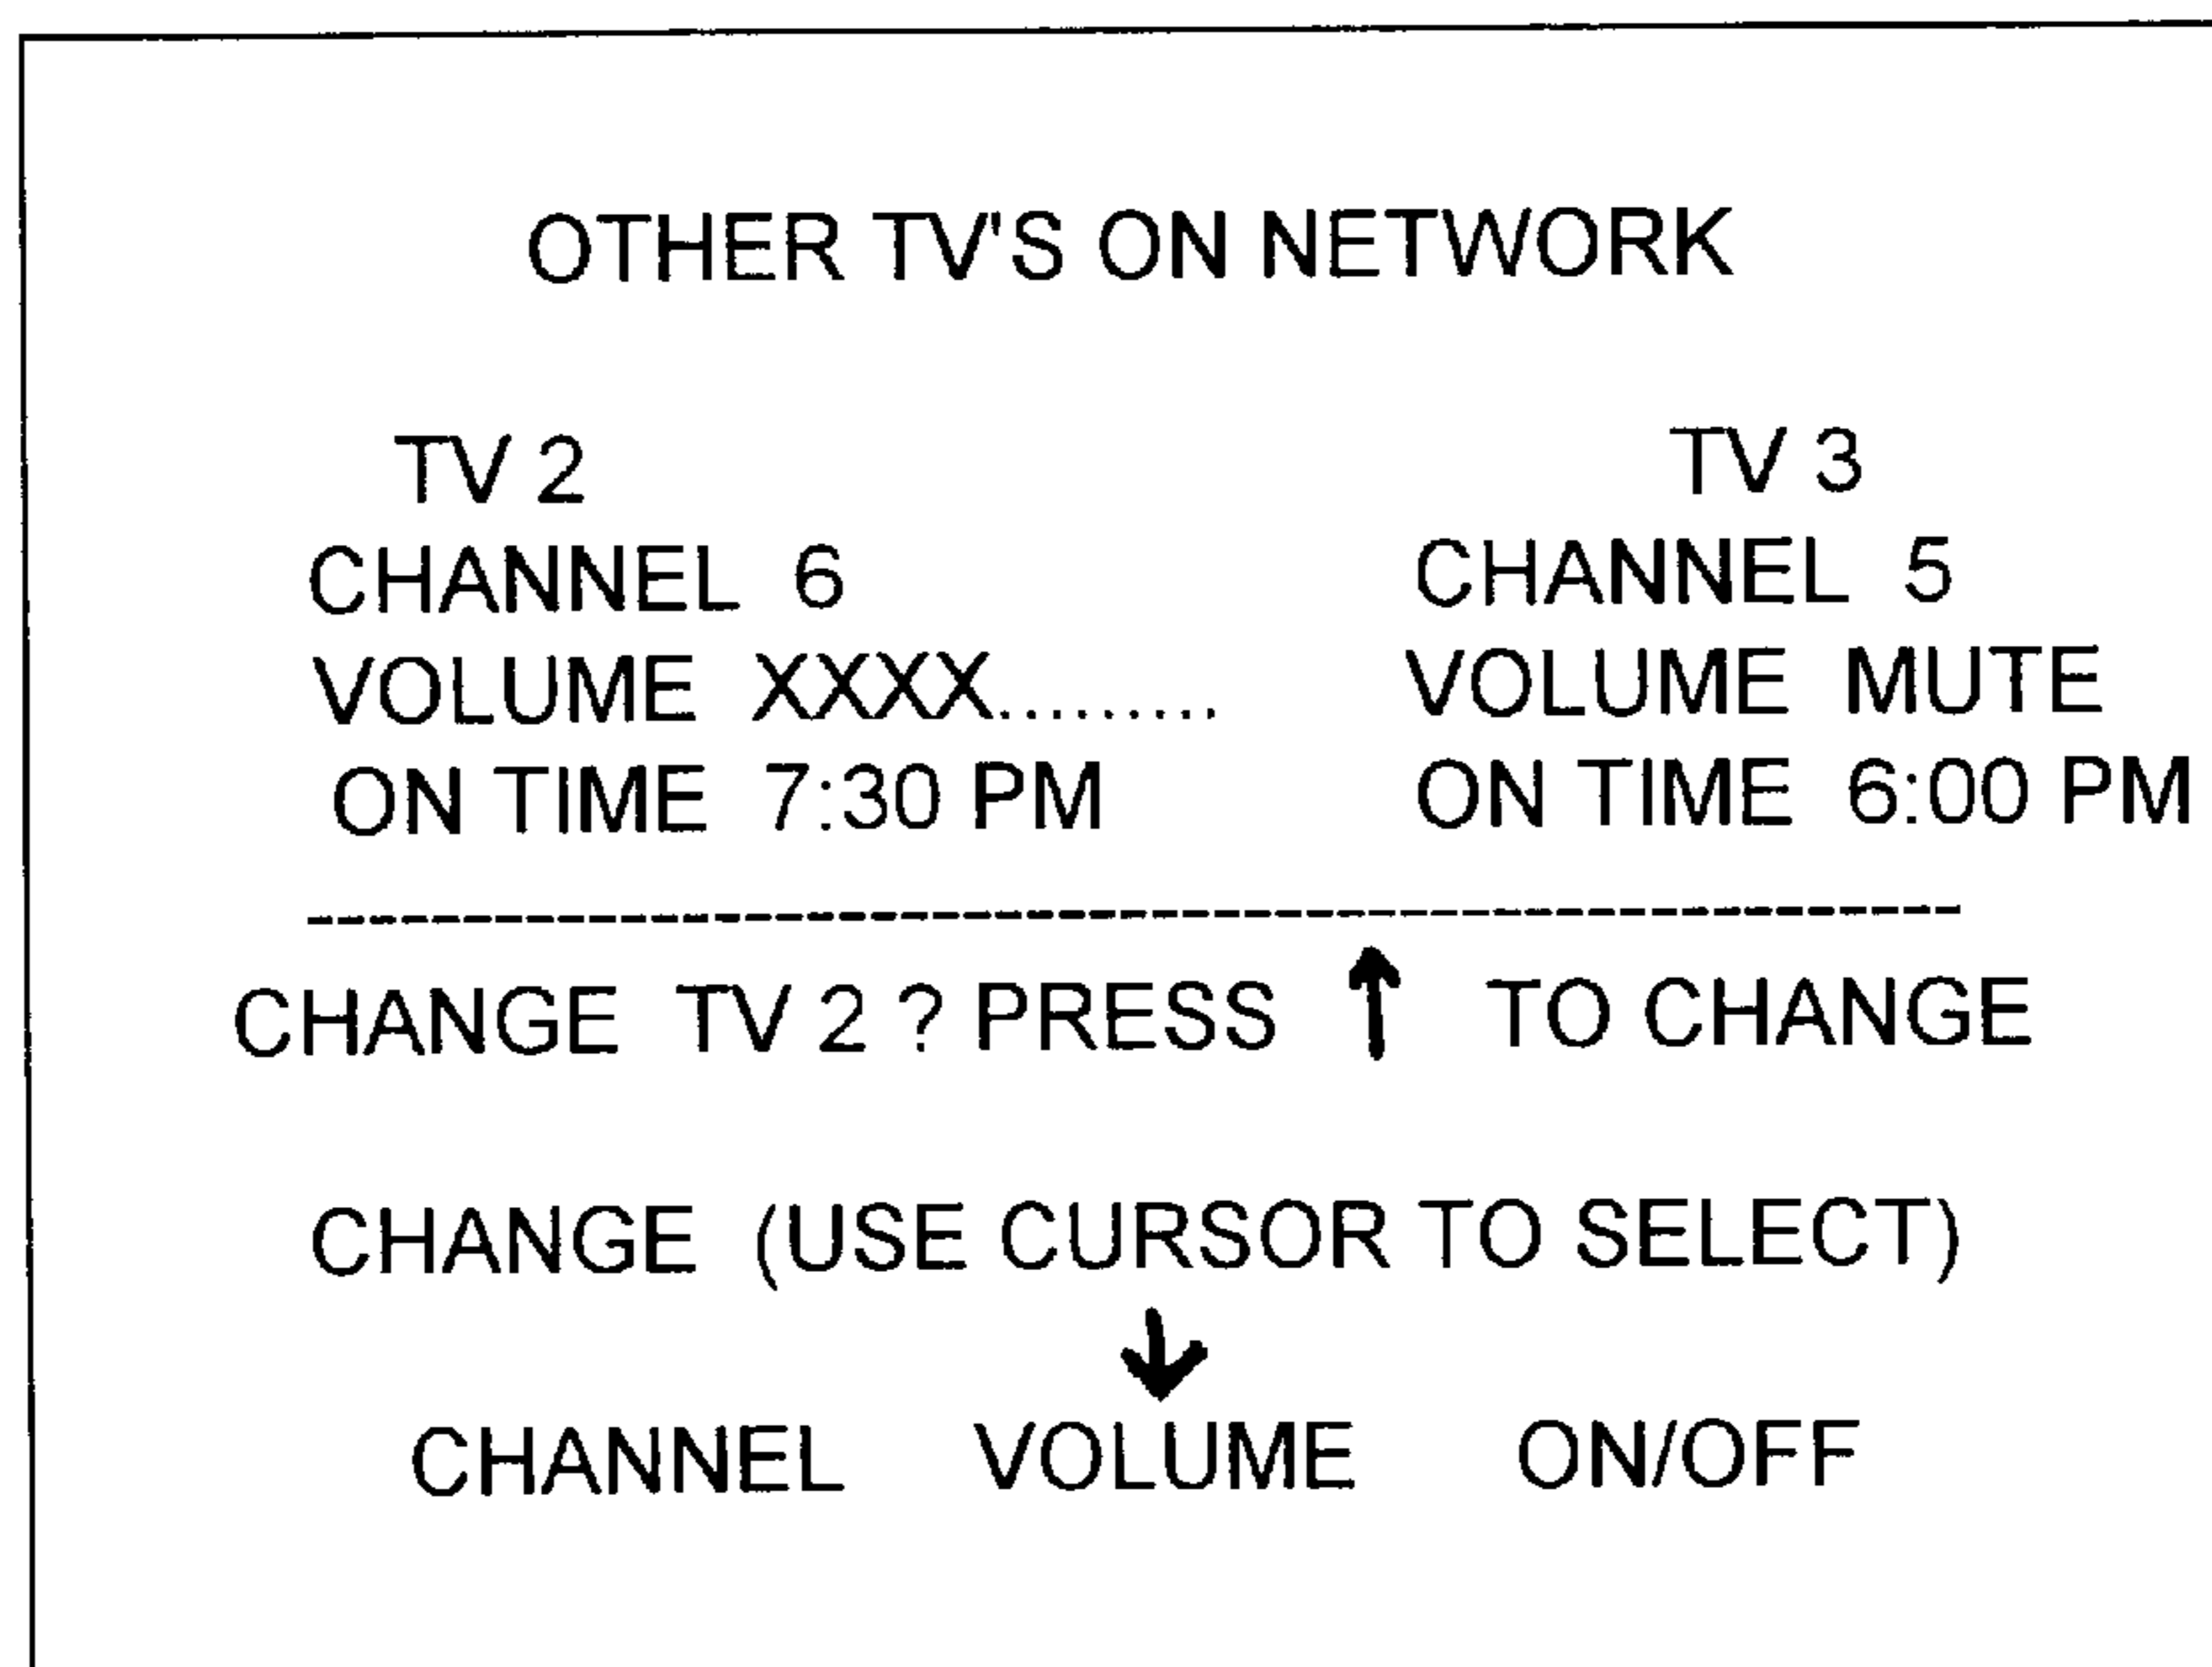 OTHER TV'S ON NETWORK
TV 2 TV 3
CHANNEL 6 CHANNEL 5
VOLUME XXXX......... VOLUME MUTE
ON TIME 7:30 PM ON TIME 6:00 PM
------------------------------------------------------
CHANGE TV 2 ? PRESS ↑ TO CHANGE
CHANGE (USE CURSOR TO SELECT)
↓
CHANNEL VOLUME ON/OFF